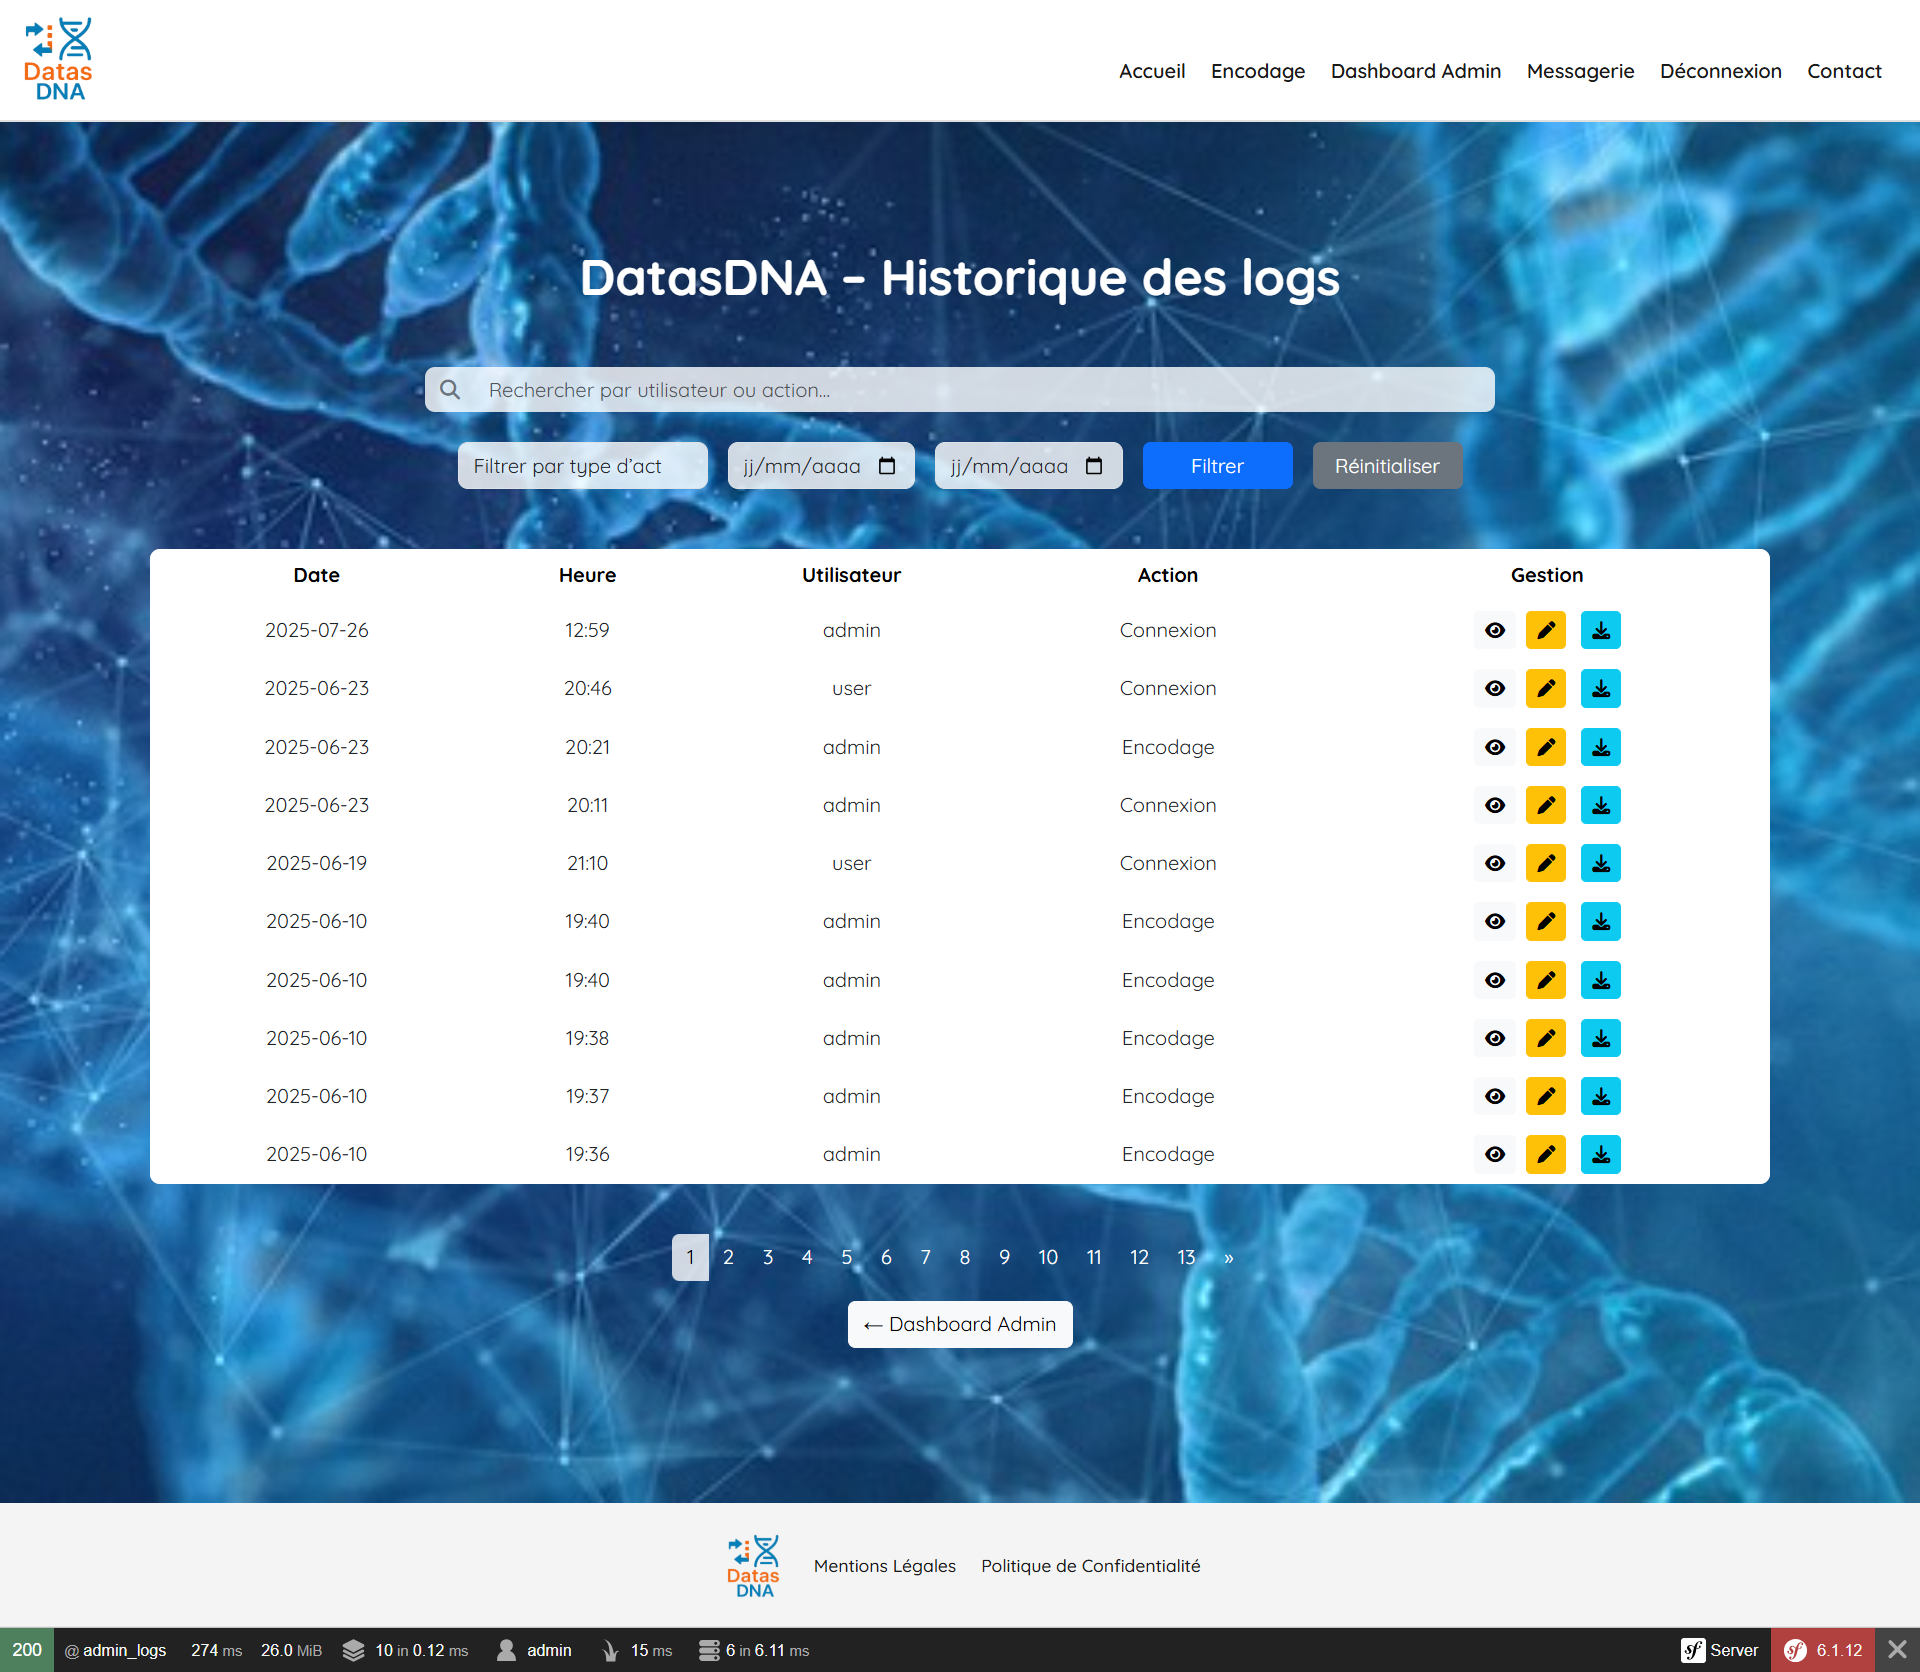 Datas
DNA
Accueil Encodage Dashboard Admin Messagerie Déconnexion Contact
DatasDNA – Historique des logs
Rechercher par utilisateur ou action...
Filtrer par type d'act jj/mm/aaaa jj/mm/aaaa Filtrer Réinitialiser
Date Heure Utilisateur Action Gestion
2025-07-26 12:59 admin Connexion
2025-06-23 20:46 user Connexion
2025-06-23 20:21 admin Encodage
2025-06-23 20:11 admin Connexion
2025-06-19 21:10 user Connexion
2025-06-10 19:40 admin Encodage
2025-06-10 19:40 admin Encodage
2025-06-10 19:38 admin Encodage
2025-06-10 19:37 admin Encodage
2025-06-10 19:36 admin Encodage
1 2 3 4 5 6 7 8 9 10 11 12 13 »
← Dashboard Admin
Datas
DNA
Mentions Légales Politique de Confidentialité
200 @ admin_logs 274 ms 26.0 MiB 10 in 0.12 ms admin 15 ms 6 in 6.11 ms sf Server sf 6.1.12